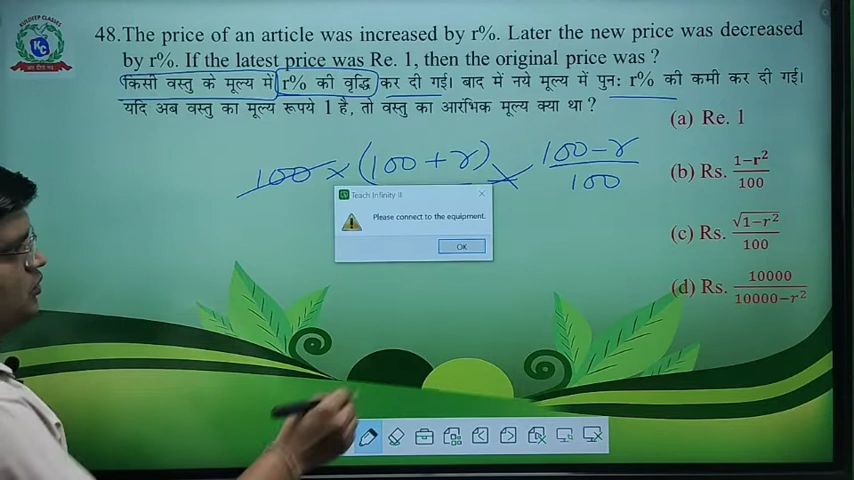 KULDEEP CLASSES
KC
48.The price of an article was increased by r%. Later the new price was decreased
by r%. If the latest price was Re. 1, then the original price was ?
किसी वस्तु के मूल्य में r% की वृद्धि कर दी गई। बाद में नये मूल्य में पुन: r% की कमी कर दी गई।
यदि अब वस्तु का मूल्य रूपये 1 है, तो वस्तु का आरंभिक मूल्य क्या था ?
(a) Re. 1
100 × (100 + r) × (100 - r)/100
(b) Rs. (1−r²)/100
Teach Infinity
Please connect to the equipment.
OK
(c) Rs. √(1−r²)/100
(d) Rs. 10000/(10000−r²)